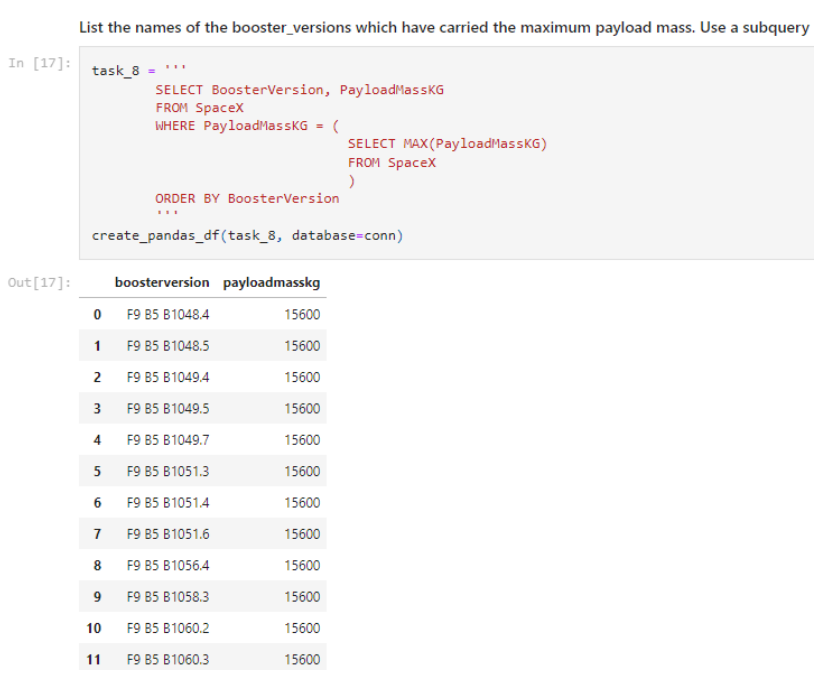 List the names of the booster_versions which have carried the maximum payload mass. Use a subquery
In [17]:
task_8 = '''
SELECT BoosterVersion, PayloadMassKG
FROM SpaceX
WHERE PayloadMassKG = (
SELECT MAX(PayloadMassKG)
FROM SpaceX
)
ORDER BY BoosterVersion
'''
create_pandas_df(task_8, database=conn)
Out[17]:
boosterversion payloadmasskg
0 F9 B5 B1048.4 15600
1 F9 B5 B1048.5 15600
2 F9 B5 B1049.4 15600
3 F9 B5 B1049.5 15600
4 F9 B5 B1049.7 15600
5 F9 B5 B1051.3 15600
6 F9 B5 B1051.4 15600
7 F9 B5 B1051.6 15600
8 F9 B5 B1056.4 15600
9 F9 B5 B1058.3 15600
10 F9 B5 B1060.2 15600
11 F9 B5 B1060.3 15600